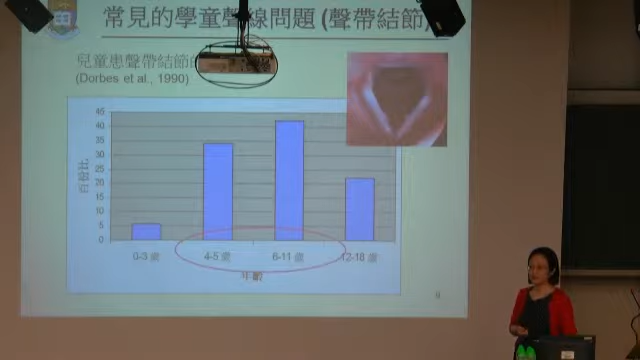 常見的學童聲線問題 (聲帶結節)
兒童患聲帶結節的
(Dorbes et al., 1990)
45
40
35
30
25
20
15
10
5
0
百份比
0-3 歲
4-5 歲
6-11 歲
12-18 歲
年齡
9